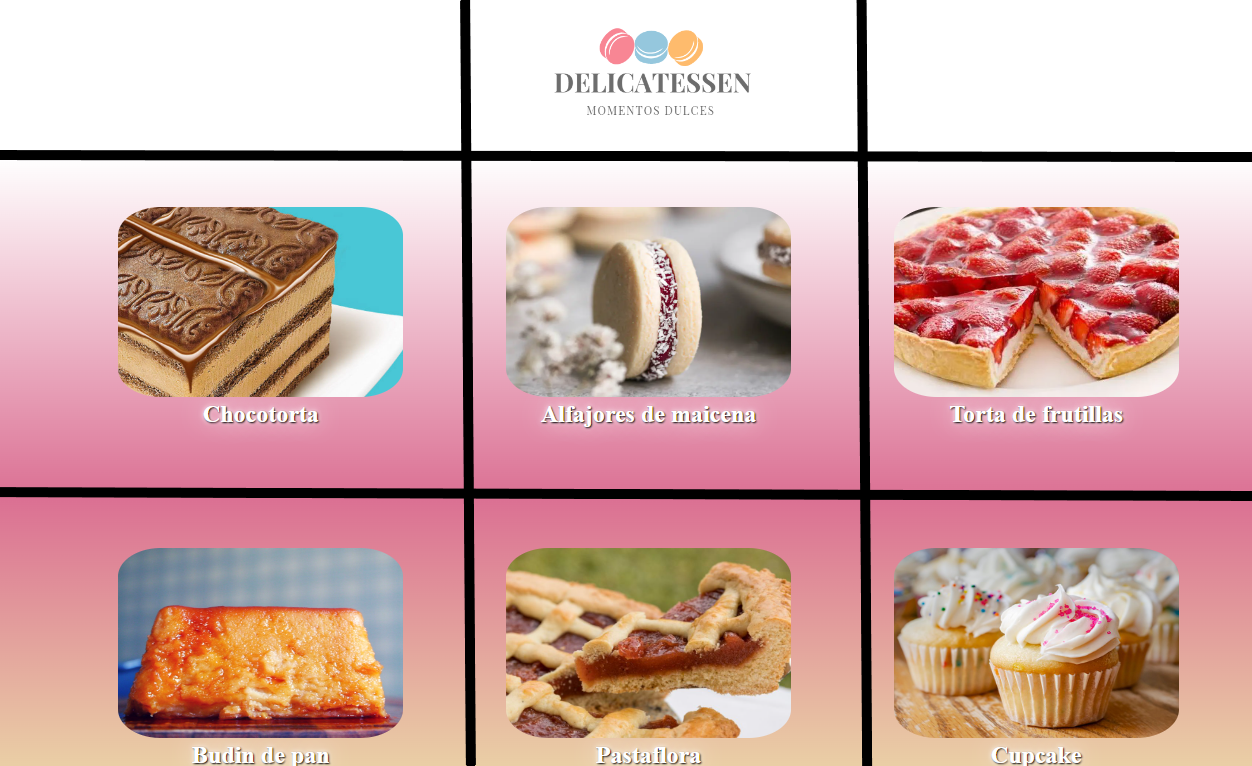 DELICATESSEN
MOMENTOS DULCES
Chocotorta
Alfajores de maicena
Torta de frutillas
Budin de pan
Pastaflora
Cupcake